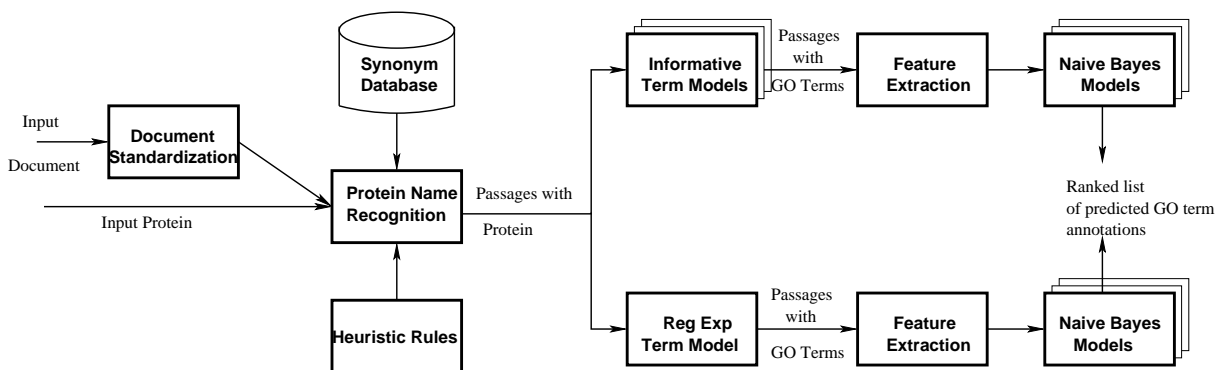 Synonym
Database
Input
Document
Document
Standardization
Input Protein
Protein Name
Recognition
Heuristic Rules
Passages with
Protein
Informative
Term Models
Passages
with
GO Terms
Feature
Extraction
Naive Bayes
Models
Ranked list
of predicted GO term
annotations
Reg Exp
Term Model
Passages
with
GO Terms
Feature
Extraction
Naive Bayes
Models